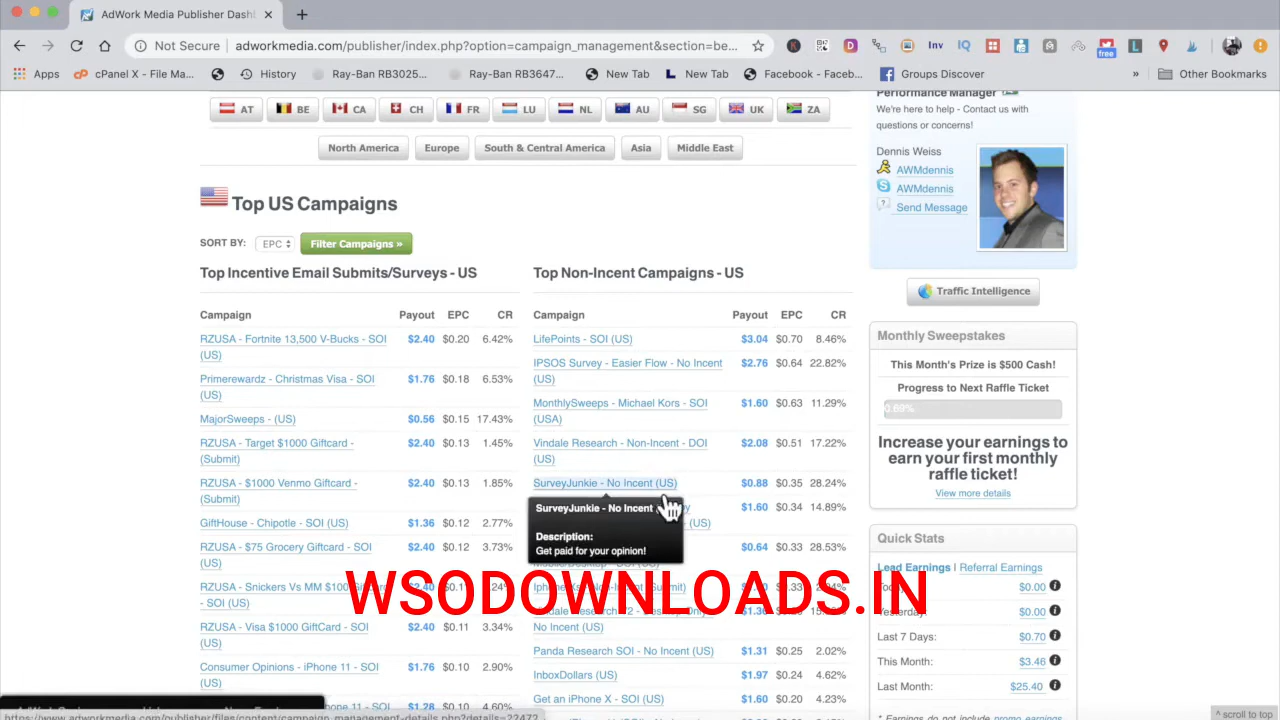 AdWork Media Publisher Dashb
Not Secure | adworkmedia.com/publisher/index.php?option=campaign_management&section=be...
Inv IQ D L free
Apps cPanel X - File Ma... History Ray-Ban RB3025... Ray-Ban RB3647... New Tab New Tab Facebook - Faceb... Groups Discover » Other Bookmarks
AT BE CA CH FR LU NL AU SG UK ZA
North America Europe South & Central America Asia Middle East
Top US Campaigns
SORT BY: EPC Filter Campaigns »
Top Incentive Email Submits/Surveys - US
Campaign Payout EPC CR
RZUSA - Fortnite 13,500 V-Bucks - SOI $2.40 $0.20 6.42%
(US)
Primerewardz - Christmas Visa - SOI $1.76 $0.18 6.53%
(US)
MajorSweeps - (US) $0.56 $0.15 17.43%
RZUSA - Target $1000 Giftcard - $2.40 $0.13 1.45%
(Submit)
RZUSA - $1000 Venmo Giftcard - $2.40 $0.13 1.85%
(Submit)
GiftHouse - Chipotle - SOI (US) $1.36 $0.12 2.77%
RZUSA - $75 Grocery Giftcard - SOI $2.40 $0.12 3.73%
(US)
RZUSA - Snickers Vs MM $100
- SOI (US)
RZUSA - Visa $1000 GiftCard - SOI $2.40 $0.11 3.34%
(US)
Consumer Opinions - iPhone 11 - SOI $1.76 $0.10 2.90%
(US)
Top Non-Incent Campaigns - US
Campaign Payout EPC CR
LifePoints - SOI (US) $3.04 $0.70 8.46%
IPSOS Survey - Easier Flow - No Incent $2.76 $0.64 22.82%
(US)
MonthlySweeps - Michael Kors - SOI $1.60 $0.63 11.29%
(USA)
Vindale Research - Non-Incent - DOI $2.08 $0.51 17.22%
(US)
SurveyJunkie - No Incent (US) $0.88 $0.35 28.24%
SurveyJunkie - No Incent
Description:
Get paid for your opinion!
$1.60 $0.34 14.89%
(US)
$0.64 $0.33 28.53%
WSODOWNLOADS.IN
No Incent (US)
Panda Research SOI - No Incent (US) $1.31 $0.25 2.02%
InboxDollars (US) $1.97 $0.24 4.62%
Get an iPhone X - SOI (US) $1.60 $0.20 4.23%
Performance Manager
We're here to help - Contact us with
questions or concerns!
Dennis Weiss
AWMdennis
AWMdennis
Send Message
Traffic Intelligence
Monthly Sweepstakes
This Month's Prize is $500 Cash!
Progress to Next Raffle Ticket
0.69%
Increase your earnings to
earn your first monthly
raffle ticket!
View more details
Quick Stats
Lead Earnings | Referral Earnings
$0.00
Yesterday $0.00
Last 7 Days: $0.70
This Month: $3.46
Last Month: $25.40
* Earnings do not include promo earnings
^ scroll to top